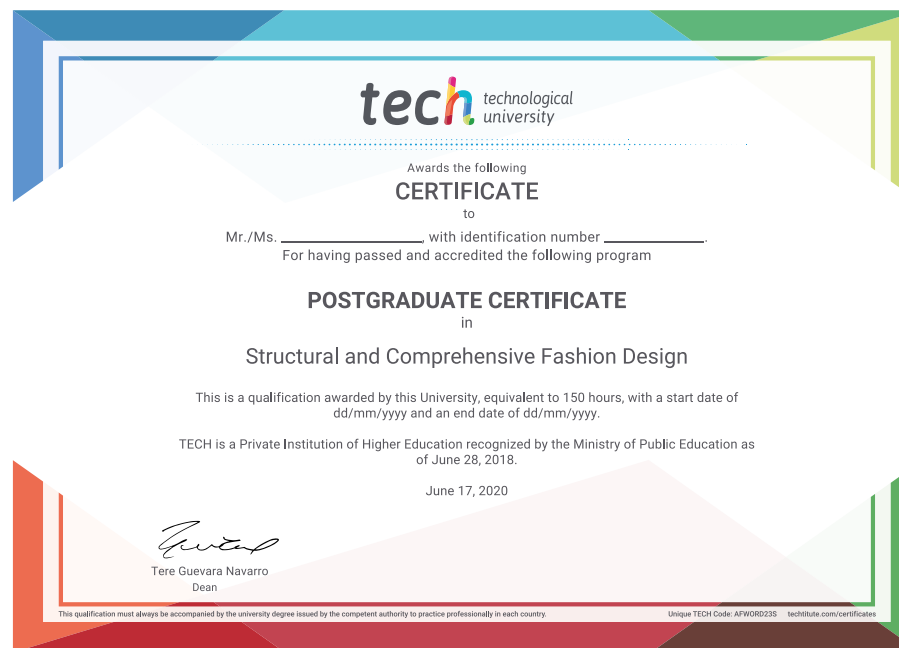 tech technological
university
Awards the following
CERTIFICATE
to
Mr./Ms. ____________, with identification number ____________.
For having passed and accredited the following program
POSTGRADUATE CERTIFICATE
in
Structural and Comprehensive Fashion Design
This is a qualification awarded by this University, equivalent to 150 hours, with a start date of
dd/mm/yyyy and an end date of dd/mm/yyyy.
TECH is a Private Institution of Higher Education recognized by the Ministry of Public Education as
of June 28, 2018.
June 17, 2020
Tere Guevara Navarro
Dean
This qualification must always be accompanied by the university degree issued by the competent authority to practice professionally in each country. Unique TECH Code: AFWORD23S techtitute.com/certificates